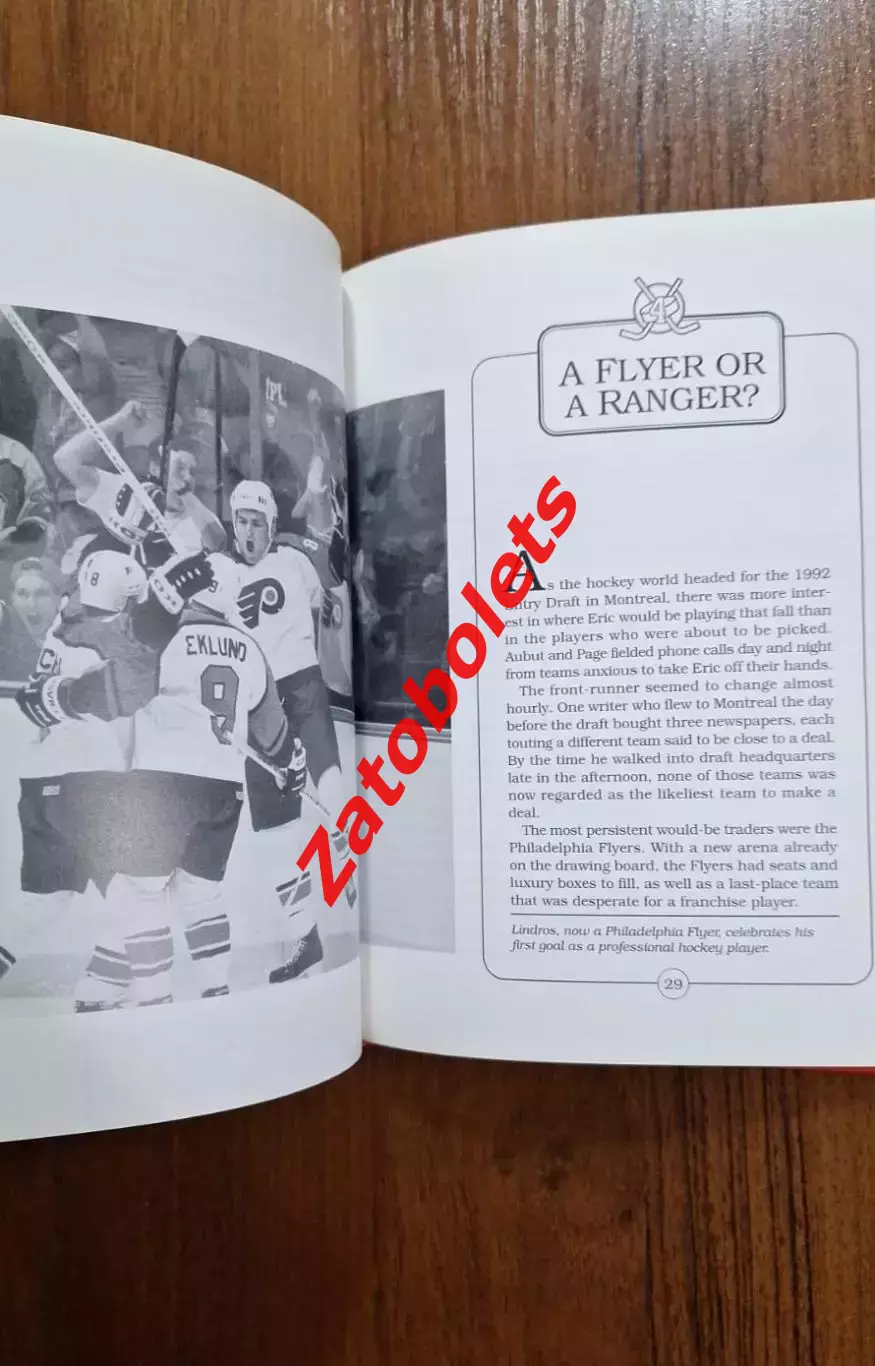 EKLUND
9
8
4
A FLYER OR
A RANGER?
As the hockey world headed for the 1992
Entry Draft in Montreal, there was more inter-
est in where Eric would be playing that fall than
in the players who were about to be picked.
Aubut and Page fielded phone calls day and night
from teams anxious to take Eric off their hands.
The front-runner seemed to change almost
hourly. One writer who flew to Montreal the day
before the draft bought three newspapers, each
touting a different team said to be close to a deal.
By the time he walked into draft headquarters
late in the afternoon, none of those teams was
now regarded as the likeliest team to make a
deal.
The most persistent would-be traders were the
Philadelphia Flyers. With a new arena already
on the drawing board, the Flyers had seats and
luxury boxes to fill, as well as a last-place team
that was desperate for a franchise player.
Lindros, now a Philadelphia Flyer, celebrates his
first goal as a professional hockey player.
29
Zatobolets